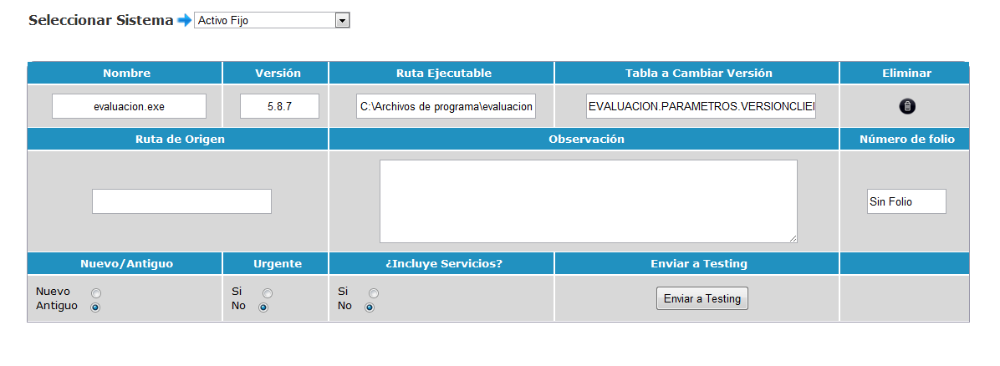 Seleccionar Sistema Activo Fijo
Nombre Versión Ruta Ejecutable Tabla a Cambiar Versión Eliminar
evaluacion.exe 5.8.7 C:\Archivos de programa\evaluacion EVALUACION.PARAMETROS.VERSIONCLIE
Ruta de Origen Observación Número de folio
Sin Folio
Nuevo/Antiguo Urgente ¿Incluye Servicios? Enviar a Testing
Nuevo Si Si
Antiguo No No
Enviar a Testing